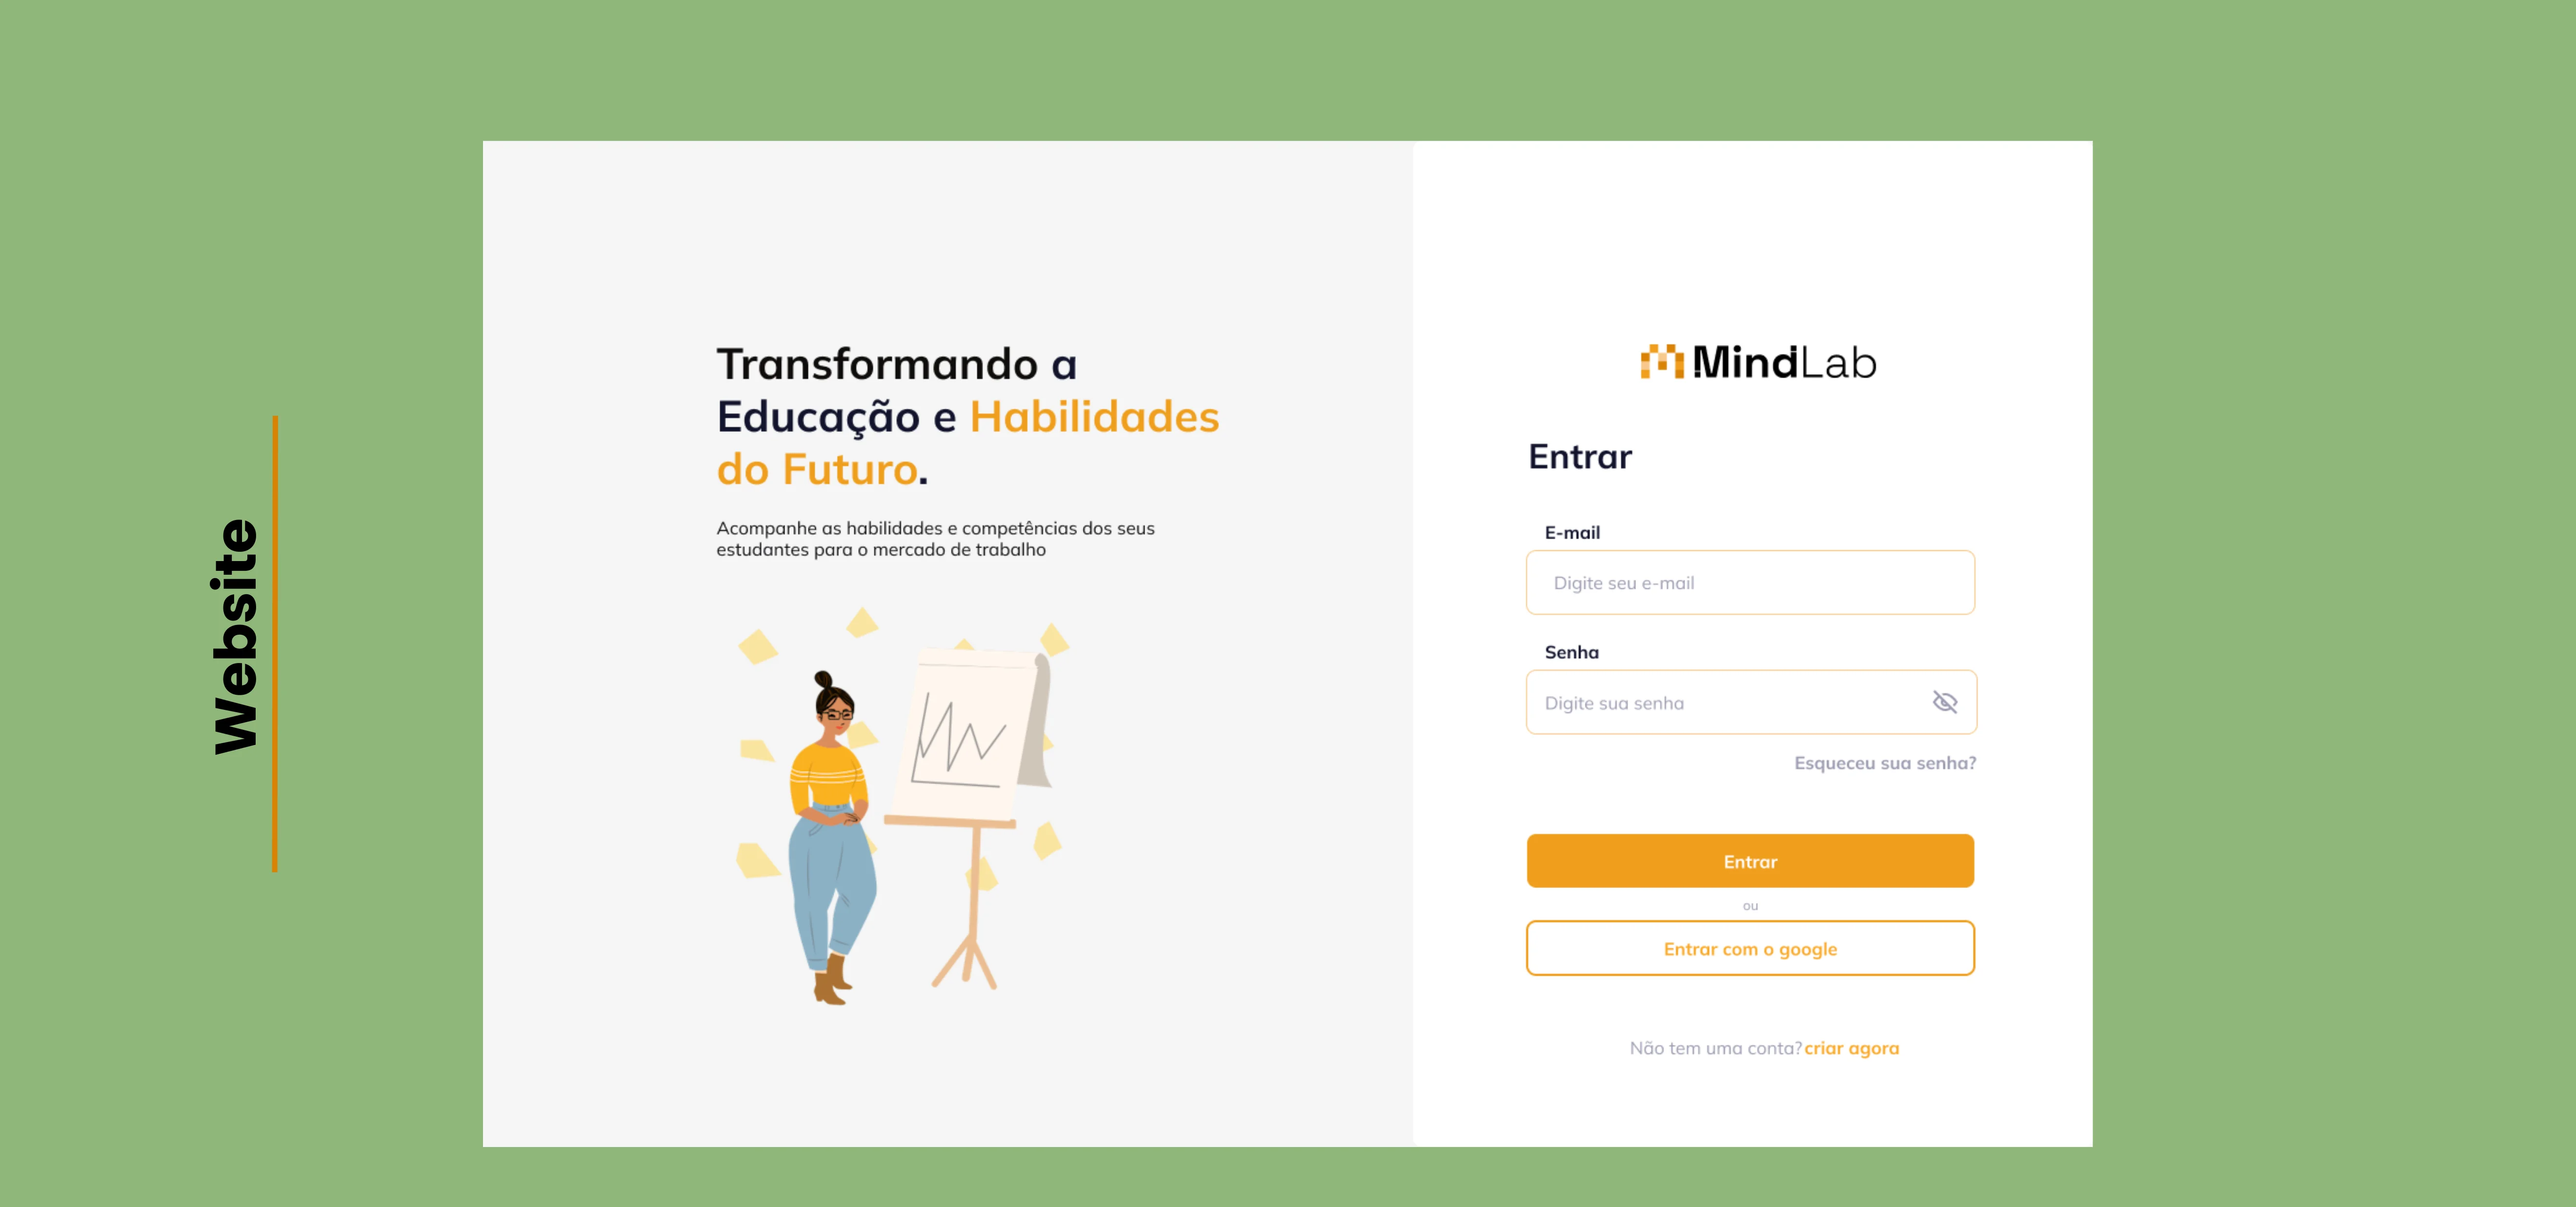 Website
Transformando a
Educação e Habilidades
do Futuro.
Acompanhe as habilidades e competências dos seus
estudantes para o mercado de trabalho
MindLab
Entrar
E-mail
Digite seu e-mail
Senha
Digite sua senha
Esqueceu sua senha?
Entrar
ou
Entrar com o google
Não tem uma conta? criar agora